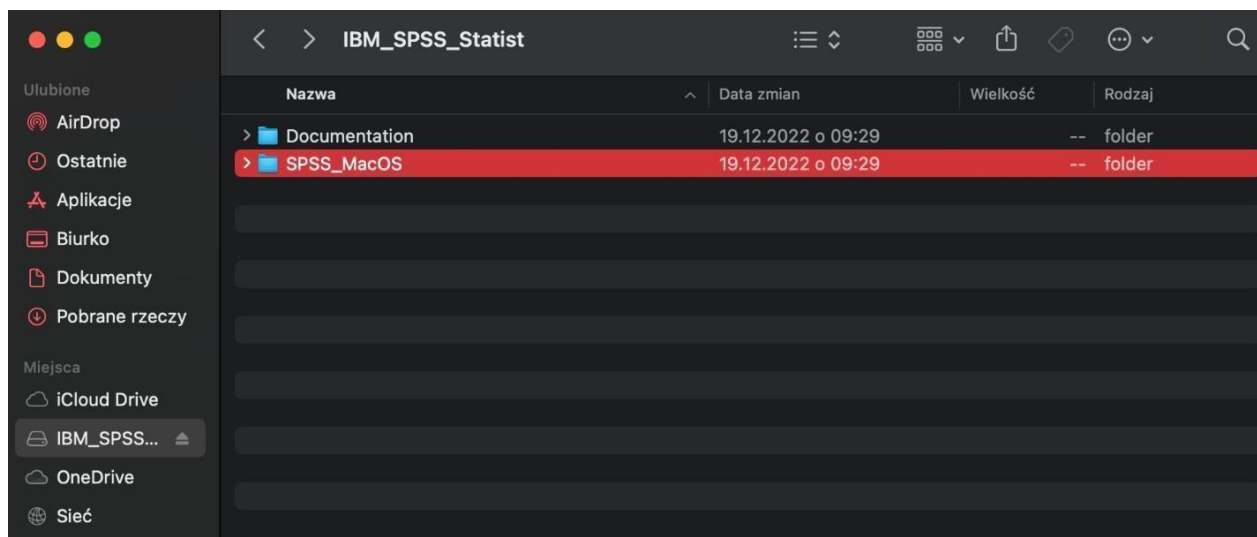 IBM_SPSS_Statist
Ulubione
AirDrop
Ostatnie
Aplikacje
Biurko
Dokumenty
Pobrane rzeczy
Miejsca
iCloud Drive
IBM_SPSS...
OneDrive
Sieć
Nazwa Data zmian Wielkość Rodzaj
Documentation 19.12.2022 o 09:29 -- folder
SPSS_MacOS 19.12.2022 o 09:29 -- folder